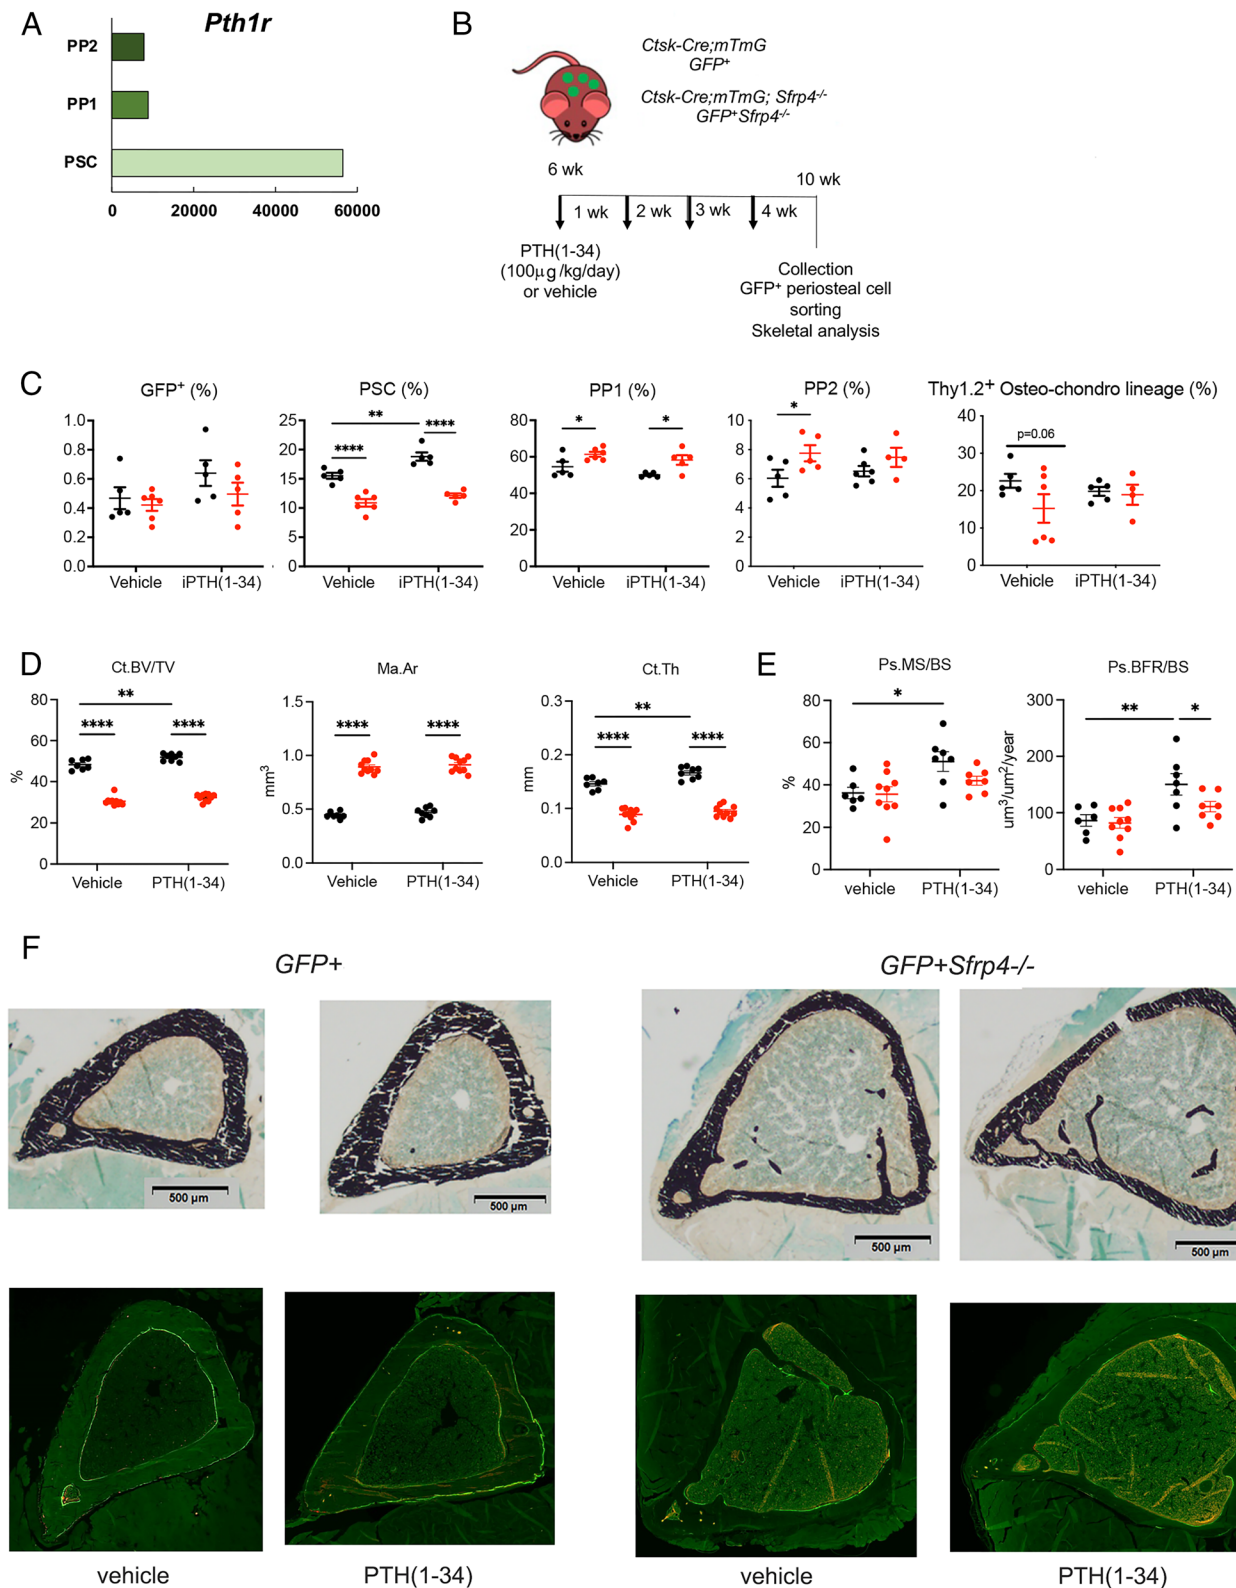 A
Pth1r
PP2
PP1
PSC
0
20000
40000
60000
B
Ctsk-Cre;mTmG
GFP+
Ctsk-Cre;mTmG; Sfrp4-/-
GFP+Sfrp4-/-
6 wk
10 wk
1 wk
2 wk
3 wk
4 wk
PTH(1-34)
(100µg/kg/day)
or vehicle
Collection
GFP+ periosteal cell
sorting
Skeletal analysis
C
GFP+ (%)
1.0
0.8
0.6
0.4
0.2
0.0
Vehicle
iPTH(1-34)
PSC (%)
25
20
15
10
5
0
**
****
****
Vehicle
iPTH(1-34)
PP1 (%)
80
60
40
20
0
*
*
Vehicle
iPTH(1-34)
PP2 (%)
10
8
6
4
2
0
*
Vehicle
iPTH(1-34)
Thy1.2+ Osteo-chondro lineage (%)
40
30
20
10
0
p=0.06
Vehicle
iPTH(1-34)
D
Ct.BV/TV
%
80
60
40
20
0
**
****
****
Vehicle
PTH(1-34)
Ma.Ar
mm3
1.5
1.0
0.5
0.0
****
****
Vehicle
PTH(1-34)
Ct.Th
mm
0.3
0.2
0.1
0.0
**
****
****
Vehicle
PTH(1-34)
E
Ps.MS/BS
%
80
60
40
20
0
*
vehicle
PTH(1-34)
Ps.BFR/BS
um3/um2/year
300
200
100
0
**
*
vehicle
PTH(1-34)
F
GFP+
GFP+Sfrp4-/-
500 µm
500 µm
500 µm
500 µm
vehicle
PTH(1-34)
vehicle
PTH(1-34)